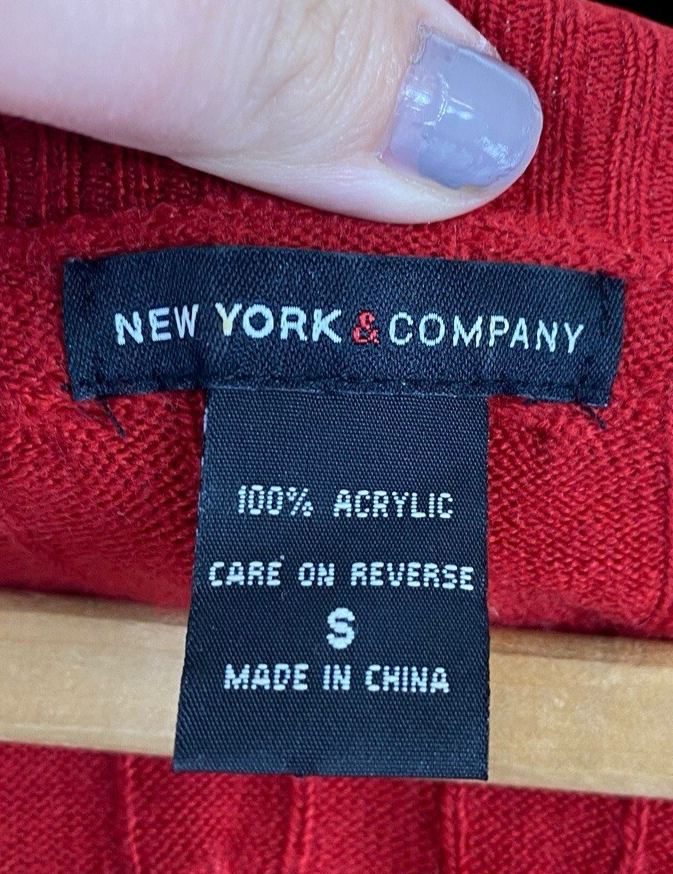 NEW YORK & COMPANY
100% ACRYLIC
CARE ON REVERSE
S
MADE IN CHINA